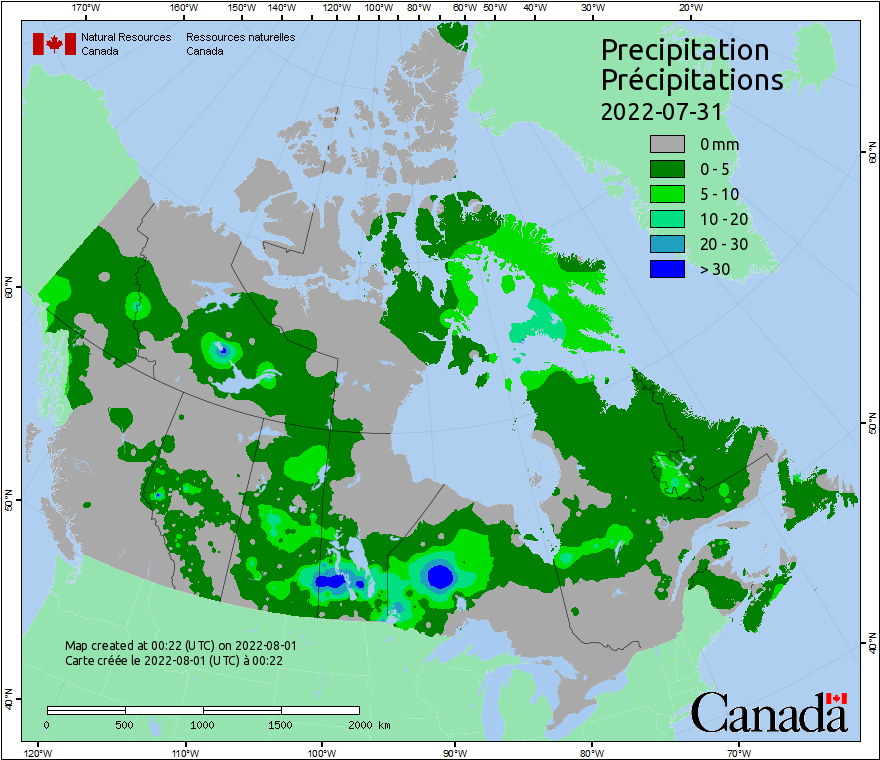 170°W 160°W 150°W 140°W 120°W 100°W 80°W 60°W 50°W 40°W 30°W 20°W
Natural Resources Ressources naturelles
Canada Canada
Precipitation
Précipitations
2022-07-31
0 mm
0 - 5
5 - 10
10 - 20
20 - 30
> 30
60°N
50°N
40°N
60°N
50°N
40°N
Map created at 00:22 (UTC) on 2022-08-01
Carte créée le 2022-08-01 (UTC) à 00:22
0 500 1000 1500 2000 km
Canada
120°W 110°W 100°W 90°W 80°W 70°W